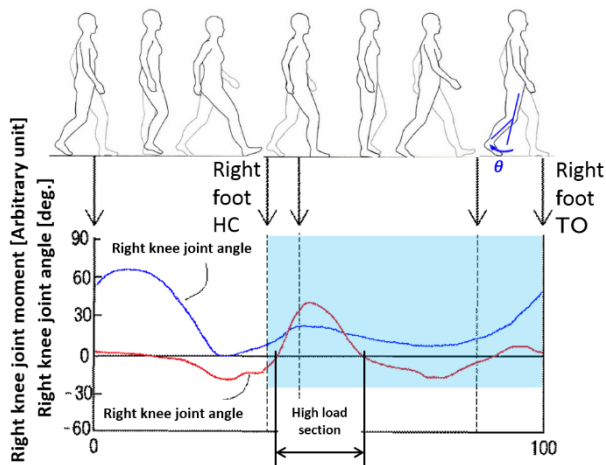 θ
Right
foot
HC
Right
foot
TO
Right knee joint moment [Arbitrary unit]
Right knee joint angle [deg.]
90
60
30
0
-30
-60
Right knee joint angle
Right knee joint angle
High load
section
0
100